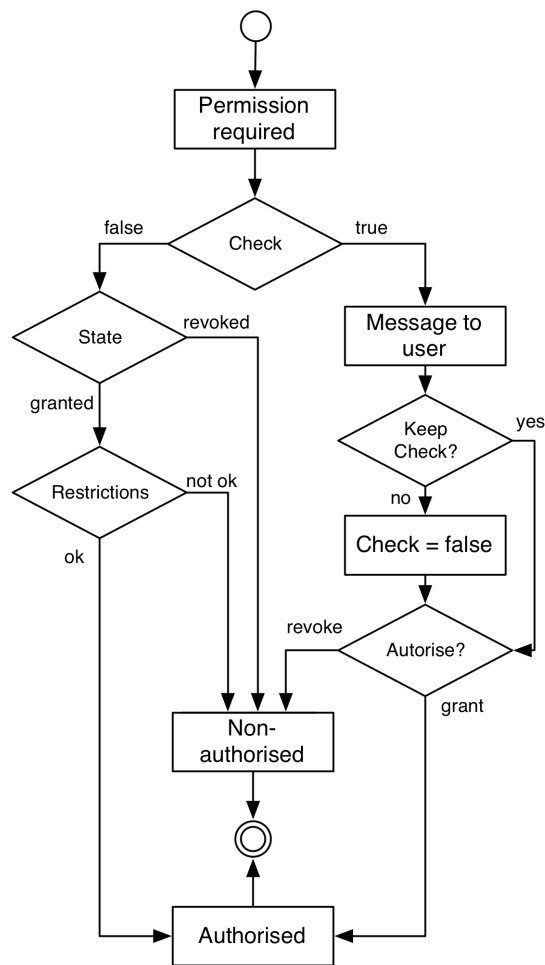 Permission
required
false
Check
true
State
revoked
Message to
user
granted
Keep
Check?
yes
Restrictions
not ok
no
ok
Check = false
revoke
Autorise?
grant
Non-
authorised
Authorised